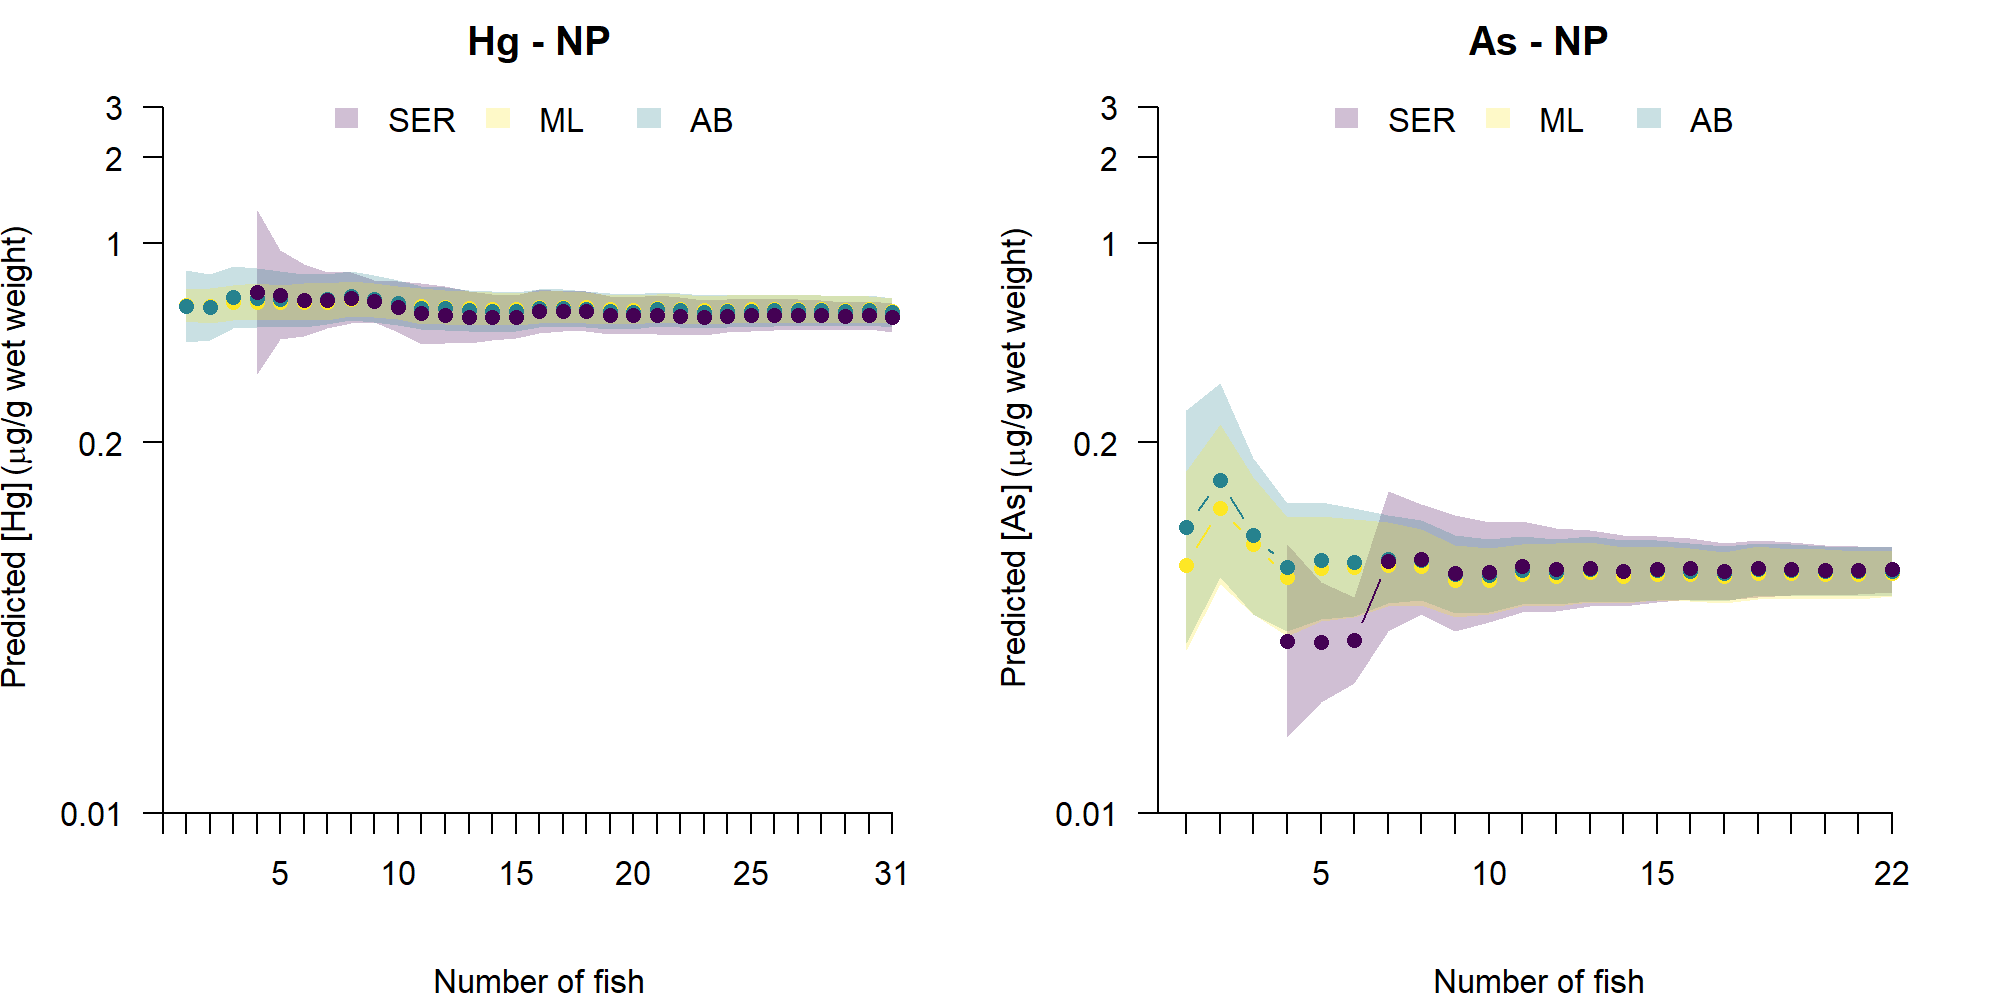 Hg - NP
SER ML AB
3
2
1
0.2
0.01
Predicted [Hg] (μg/g wet weight)
5 10 15 20 25 31
Number of fish
As - NP
SER ML AB
3
2
1
0.2
0.01
Predicted [As] (μg/g wet weight)
5 10 15 22
Number of fish